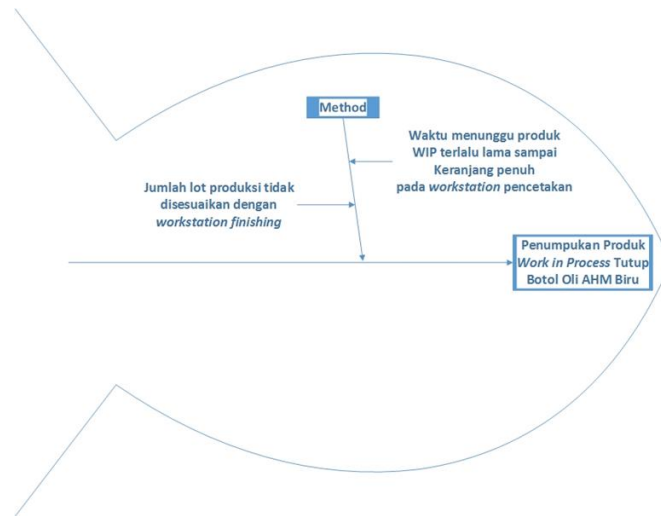 Method
Waktu menunggu produk
WIP terlalu lama sampai
Keranjang penuh
pada workstation pencetakan
Jumlah lot produksi tidak
disesuaikan dengan
workstation finishing
Penumpukan Produk
Work in Process Tutup
Botol Oli AHM Biru